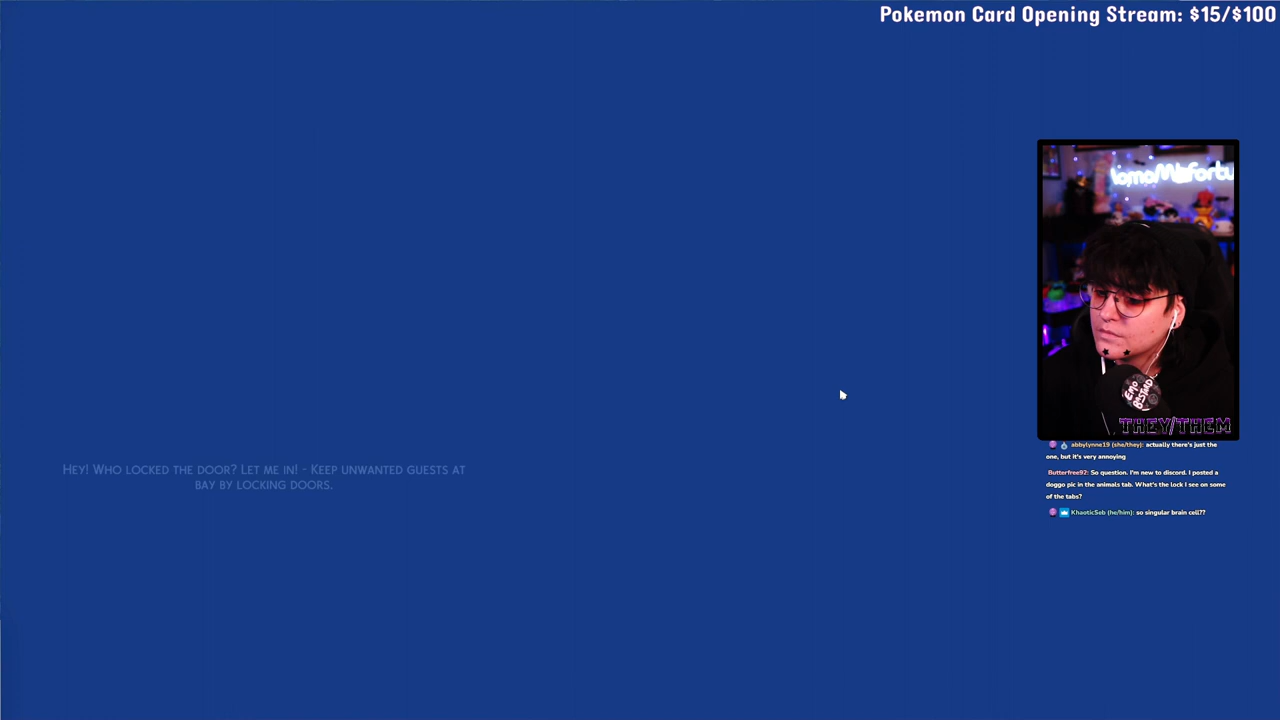 Pokemon Card Opening Stream: $15/$100
THEY/THEM
EMO
BASTARD
abbylynne19 (she/they): actually there's just the
one, but it's very annoying
Butterfree92: So question. I'm new to discord. I posted a
doggo pic in the animals tab. What's the lock I see on some
of the tabs?
KhaoticSeb (he/him): so singular brain cell??
Hey! Who locked the door? Let me in! - Keep unwanted guests at
bay by locking doors.